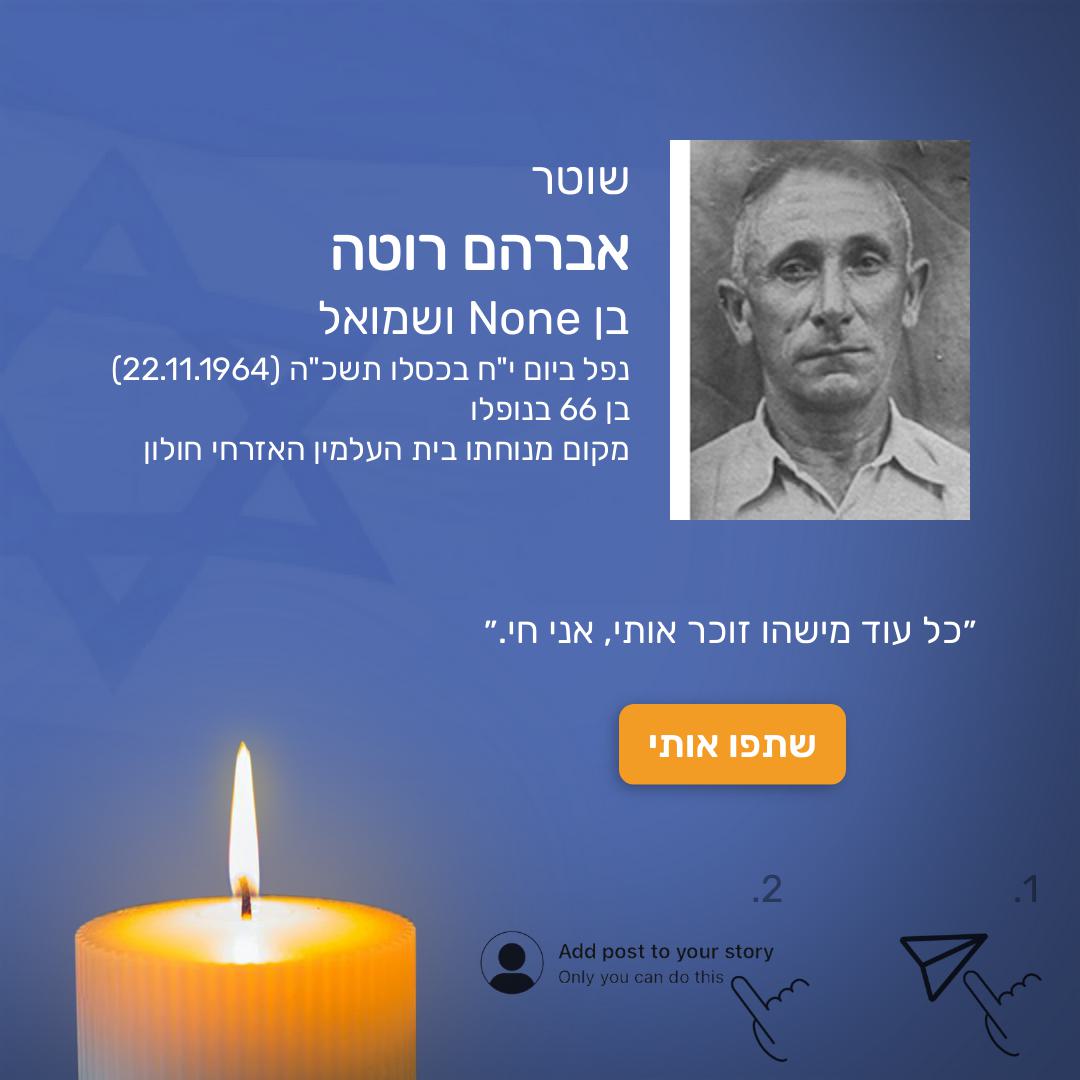 שוטר
אברהם רוטה
בן None ושמואל
נפל ביום י"ח בכסלו תשכ"ה (22.11.1964)
בן 66 בנופלו
מקום מנוחתו בית העלמין האזרחי חולון
״כל עוד מישהו זוכר אותי, אני חי.״
שתפו אותי
.1
.2
Add post to your story
Only you can do this